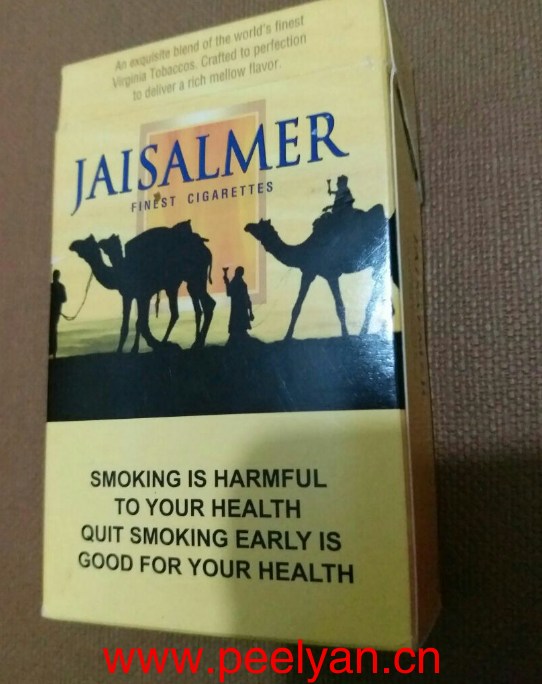 An exquisite blend of the world's finest
Virginia Tobaccos. Crafted to perfection
to deliver a rich mellow flavor.
JAISALMER
FINEST CIGARETTES
SMOKING IS HARMFUL
TO YOUR HEALTH
QUIT SMOKING EARLY IS
GOOD FOR YOUR HEALTH
www.peelyan.cn